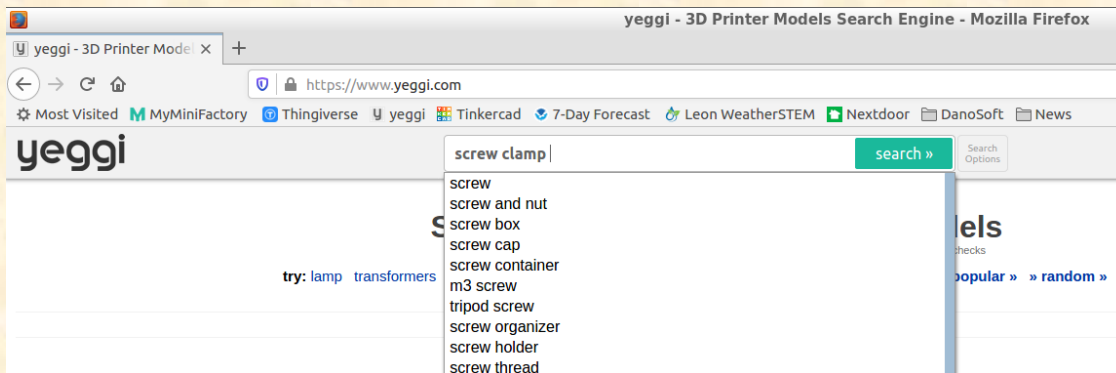 yeggi - 3D Printer Models Search Engine - Mozilla Firefox
yeggi - 3D Printer Model
https://www.yeggi.com
Most Visited MyMiniFactory Thingiverse yeggi Tinkercad 7-Day Forecast Leon WeatherSTEM Nextdoor DanoSoft News
yeggi screw clamp search » Search Options
screw
screw and nut
screw box
S els
screw cap
checks
screw container
try: lamp transformers popular » » random »
m3 screw
tripod screw
screw organizer
screw holder
screw thread